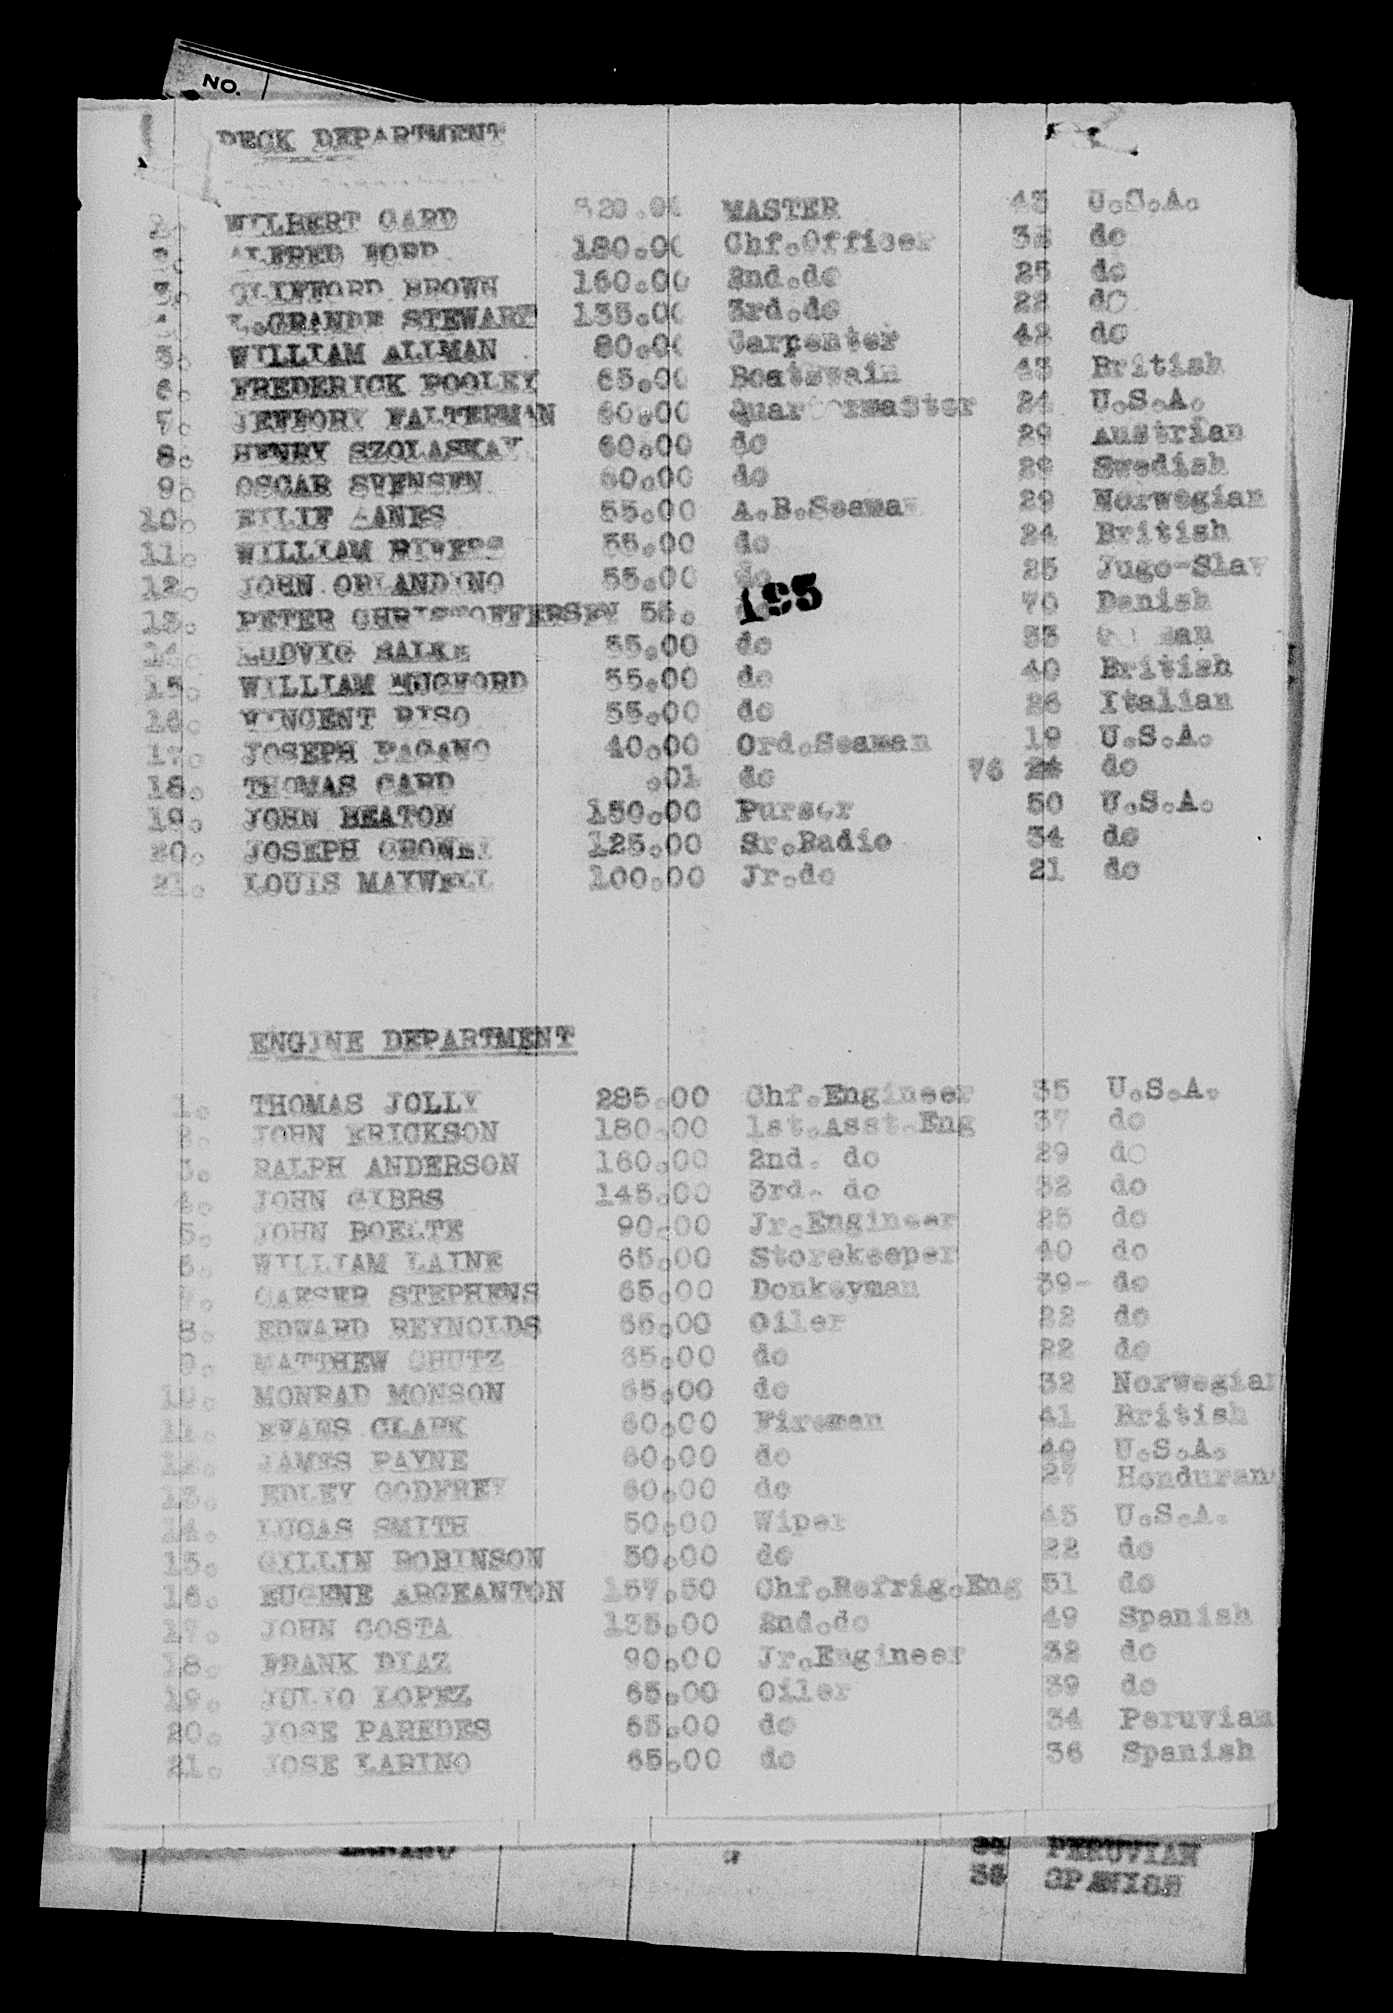 NO.
DECK DEPARTMENT
WILBERT CARD MASTER 43 U.S.A.
2. ALFRED 180.00 Chf.Officer do
3. CLIFFORD BROWN 160.00 2nd.do 25 do
L.GRANDE STEWART 135.00 3rd.do 22 do
5. WILLIAM ALLMAN 80.00 Carpenter 42 do
6. FREDERICK POOLEY 65.00 Boatswain 43 British
7. JEFFORY FALTERMAN 60.00 Quartermaster 24 U.S.A.
8. HENRY SZOLASKAY 60.00 do 29 Austrian
9. OSCAR SVENSEN 60.00 do 29 Swedish
10. EILIF AANES 55.00 A.B.Seaman 29 Norwegian
11. WILLIAM RIVERS 55.00 do 24 British
12. JOHN ORLANDINO 55.00 do 25 Jugo-Slav
195
13. PETER CHRISTOFFERSEN 55. 70 Danish
14. LUDVIG BALKE 55.00 do 33 German
15. WILLIAM MUGFORD 55.00 do 40 British
16. VINCENT RISO 55.00 do 26 Italian
17. JOSEPH PAGANO 40.00 Ord.Seaman 19 U.S.A.
18. THOMAS CARD .01 do 76 24 do
19. JOHN BEATON 150.00 Purser 50 U.S.A.
20. JOSEPH 125.00 Sr.Radio 34 do
21. LOUIS MAXWELL 100.00 Jr.do 21 do
ENGINE DEPARTMENT
1. THOMAS JOLLY 285.00 Chf.Engineer 35 U.S.A.
2. JOHN ERICKSON 180.00 1st.Asst.Eng 37 do
3. RALPH ANDERSON 160.00 2nd. do 29 do
4. JOHN GIBBS 145.00 3rd. do 32 do
5. JOHN BOELTE 90.00 Jr.Engineer 25 do
6. WILLIAM LAINE 65.00 Storekeeper 40 do
7. CAESER STEPHENS 65.00 Donkeyman 39- do
8. EDWARD REYNOLDS 65.00 Oiler 22 do
9. MATTHEW CHUTZ 65.00 do 22 do
10. MONRAD MONSON 65.00 do 32 Norwegian
11. EVANS CLARK 60.00 Fireman 41 British
12. JAMES PAYNE 60.00 do 49 U.S.A.
13. EDLEY GODFREY 60.00 do 27 Honduran
14. LUCAS SMITH 50.00 Wiper 45 U.S.A.
15. GILLIN ROBINSON 50.00 do 22 do
16. EUGENE ARGEANTON 157.50 Chf.Refrig.Eng 51 do
17. JOHN COSTA 135.00 2nd.do 49 Spanish
18. FRANK DIAZ 90.00 Jr.Engineer 32 do
19. JULIO LOPEZ 65.00 Oiler 39 do
20. JOSE PAREDES 65.00 do 34 Peruvian
21. JOSE LARINO 65.00 do 36 Spanish
34 PERUVIAN
36 SPANISH